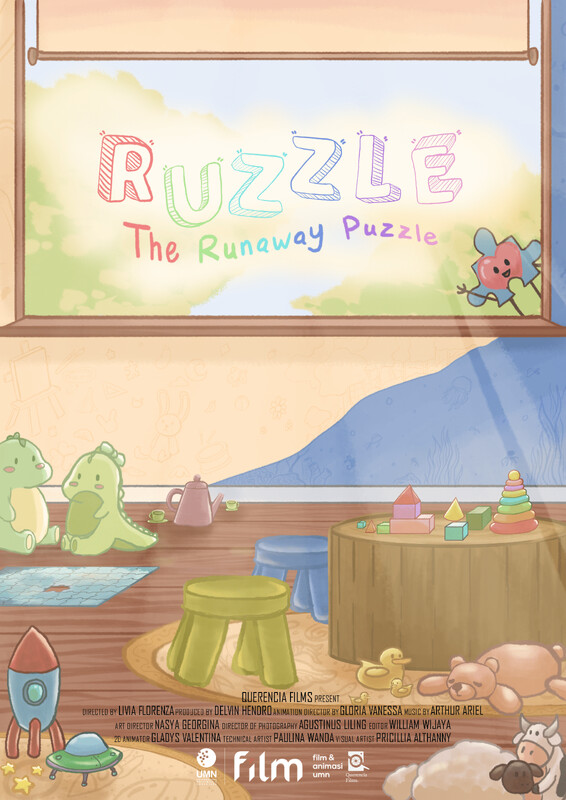 RUZZLE
The Runaway Puzzle
QUERENCIA FILMS PRESENT
DIRECTED BY LIVIA FLORENZA PRODUCED BY DELVIN HENDRO ANIMATION DIRECTOR BY GLORIA VANESSA MUSIC BY ARTHUR ARIEL
ART DIRECTOR NASYA GEORGINA DIRECTOR OF PHOTOGRAPHY AGUSTINUS LILING EDITOR WILLIAM WIJAYA
2D ANIMATOR GLADYS VALENTINA TECHNICAL ARTIST PAULINA WANDA VISUAL ARTIST PRICILLIA ALTHANNY
UMN
film
film &
animasi
umn
Querencia
Films